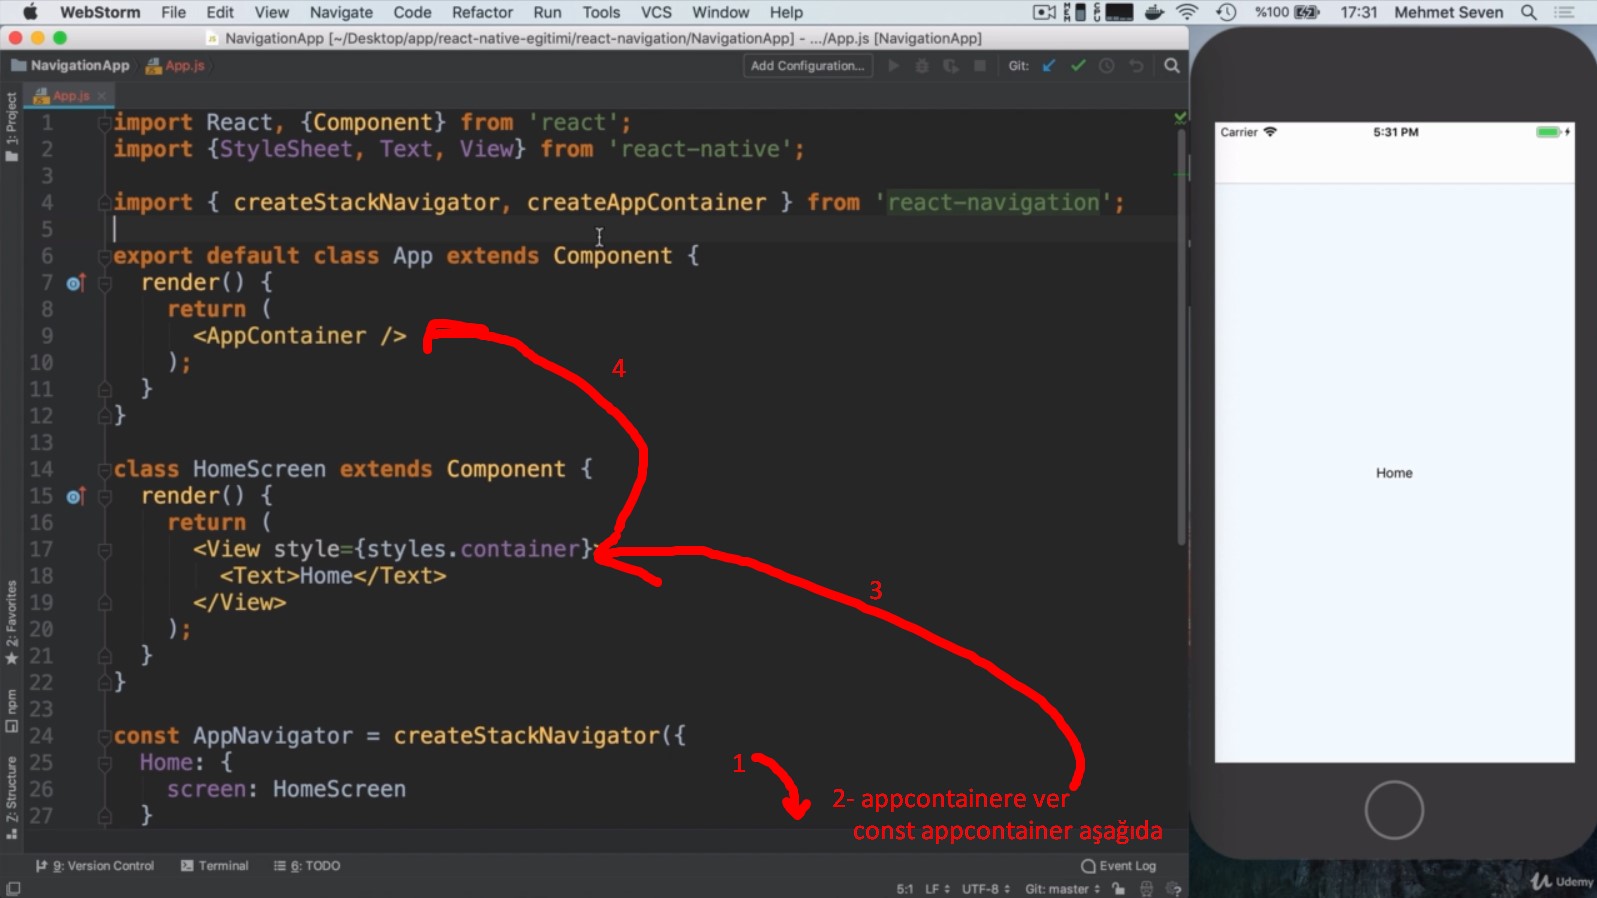 WebStorm File Edit View Navigate Code Refactor Run Tools VCS Window Help %100 17:31 Mehmet Seven
NavigationApp [~/Desktop/app/react-native-egitimi/react-navigation/NavigationApp] - .../App.js [NavigationApp]
NavigationApp App.js Add Configuration... Git:
App.js
1: Project
1 import React, {Component} from 'react';
2 import {StyleSheet, Text, View} from 'react-native';
3
4 import { createStackNavigator, createAppContainer } from 'react-navigation';
5
6 export default class App extends Component {
7 render() {
8 return (
9 <AppContainer />
10 );
11 }
12 }
13
14 class HomeScreen extends Component {
15 render() {
16 return (
17 <View style={styles.container}>
18 <Text>Home</Text>
19 </View>
20 );
21 }
22 }
23
24 const AppNavigator = createStackNavigator({
25 Home: {
26 screen: HomeScreen
27 }
4
3
1
2- appcontainere ver
const appcontainer aşağıda
2: Favorites
npm
Z: Structure
9: Version Control Terminal 6: TODO Event Log
5:1 LF UTF-8 Git: master
Carrier 5:31 PM
Home
Udemy